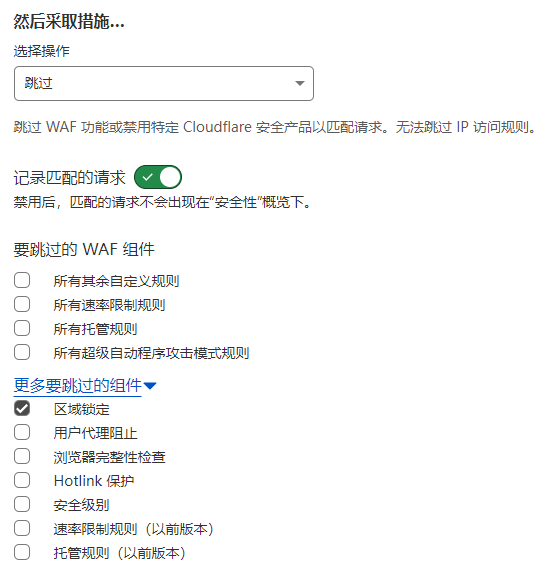 然后采取措施...
选择操作
跳过
跳过 WAF 功能或禁用特定 Cloudflare 安全产品以匹配请求。无法跳过 IP 访问规则。
记录匹配的请求
禁用后，匹配的请求不会出现在“安全性”概览下。
要跳过的 WAF 组件
所有其余自定义规则
所有速率限制规则
所有托管规则
所有超级自动程序攻击模式规则
更多要跳过的组件
区域锁定
用户代理阻止
浏览器完整性检查
Hotlink 保护
安全级别
速率限制规则（以前版本）
托管规则（以前版本）